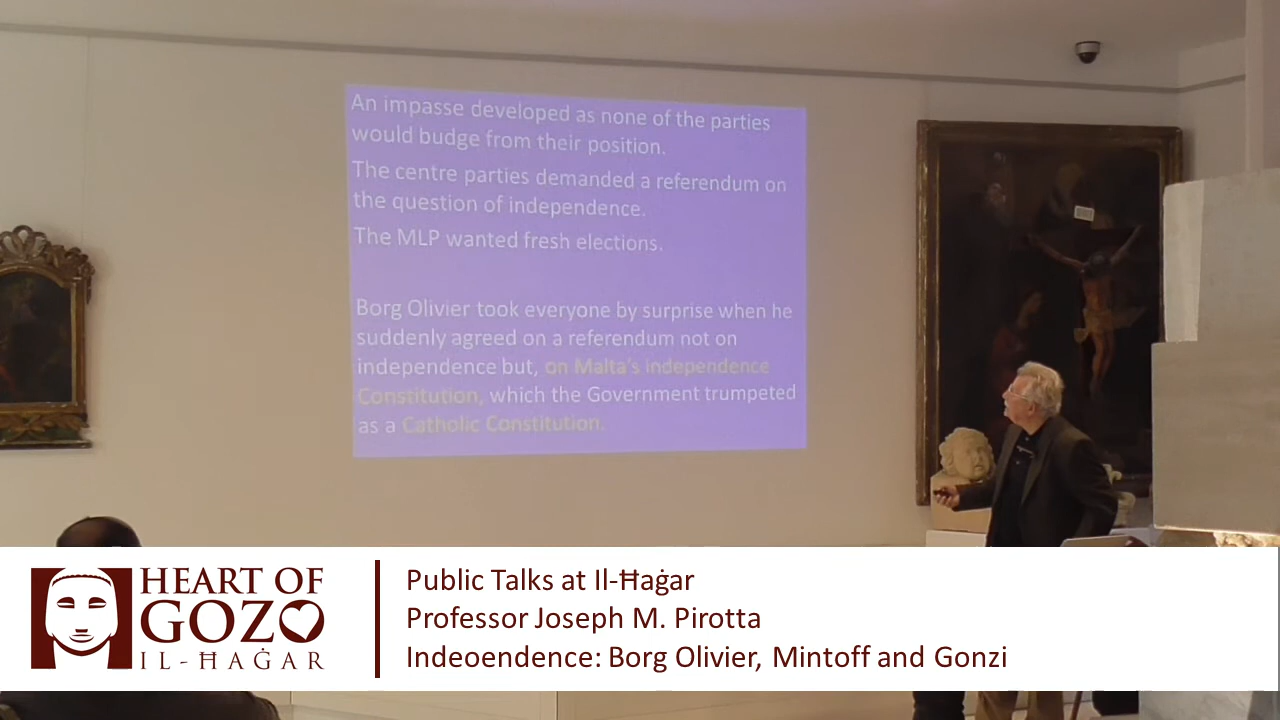 An impasse developed as none of the parties
would budge from their position.
The centre parties demanded a referendum on
the question of independence.
The MLP wanted fresh elections.
Borg Olivier took everyone by surprise when he
suddenly agreed on a referendum not on
independence but, on Malta's independence
Constitution, which the Government trumpeted
as a Catholic Constitution.
HEART OF
GOZO
IL-ĦAĠAR
Public Talks at Il-Ħaġar
Professor Joseph M. Pirotta
Indeoendence: Borg Olivier, Mintoff and Gonzi